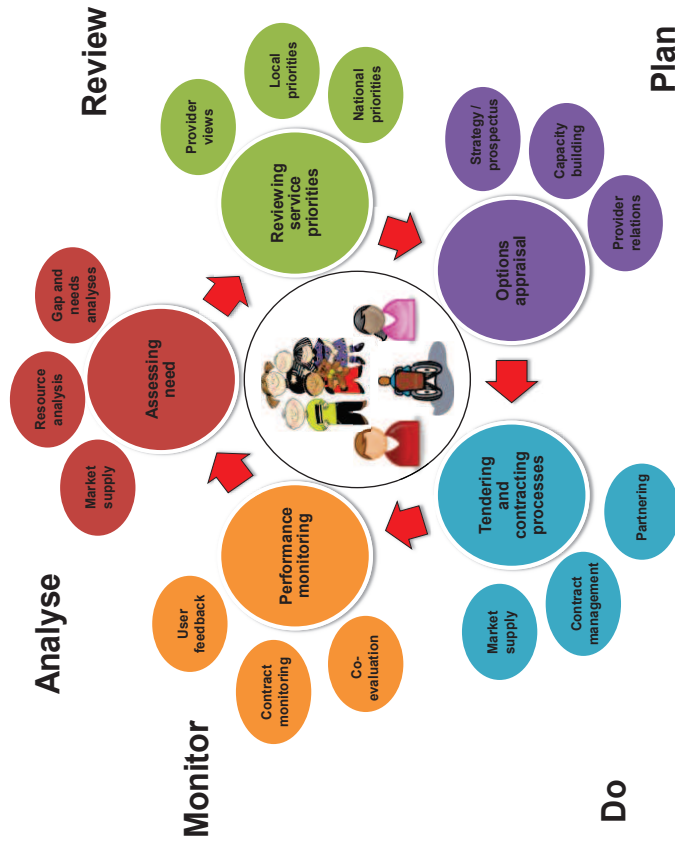 Analyse
Market
supply
Resource
analysis
Gap and
needs
analyses
Assessing
need
Review
Provider
views
Local
priorities
National
priorities
Reviewing
service
priorities
Plan
Strategy /
prospectus
Capacity
building
Provider
relations
Options
appraisal
Do
Tendering
and
contracting
processes
Partnering
Contract
management
Market
supply
Monitor
Performance
monitoring
Co-
evaluation
Contract
monitoring
User
feedback